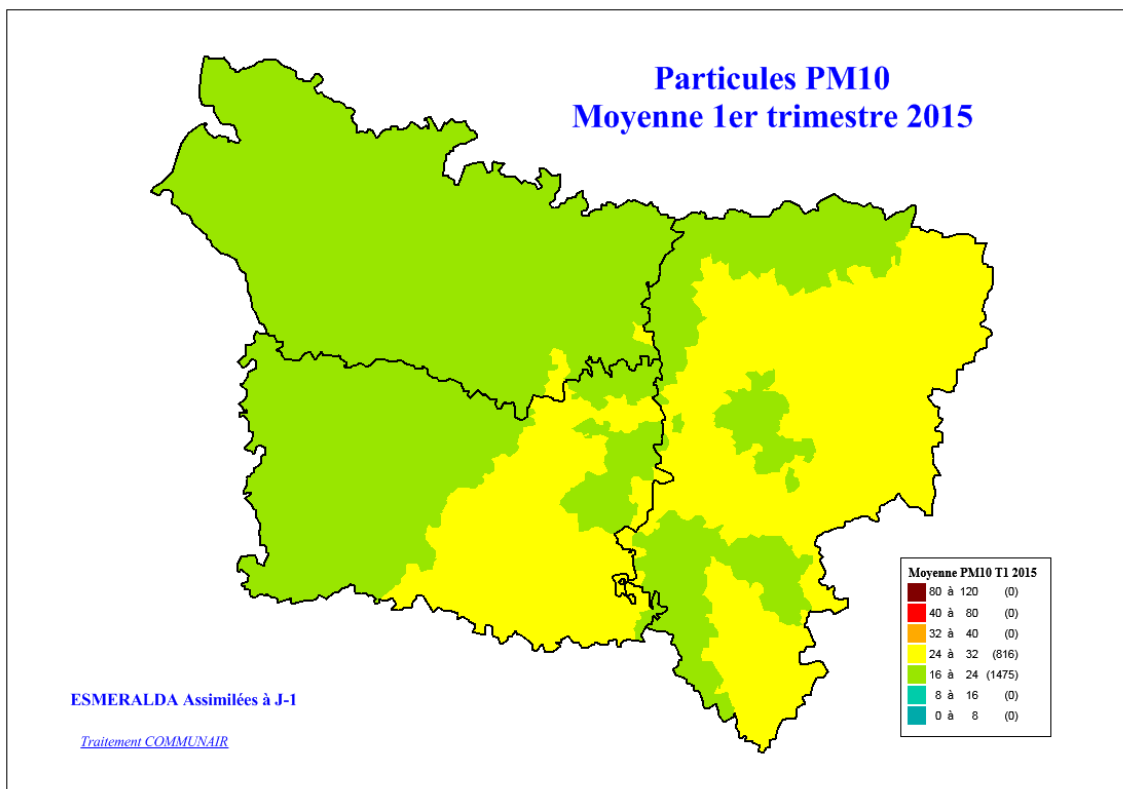 Particules PM10
Moyenne 1er trimestre 2015
Moyenne PM10 T1 2015
80 à 120 (0)
40 à 80 (0)
32 à 40 (0)
24 à 32 (816)
16 à 24 (1475)
8 à 16 (0)
0 à 8 (0)
ESMERALDA Assimilées à J-1
Traitement COMMUNAIR